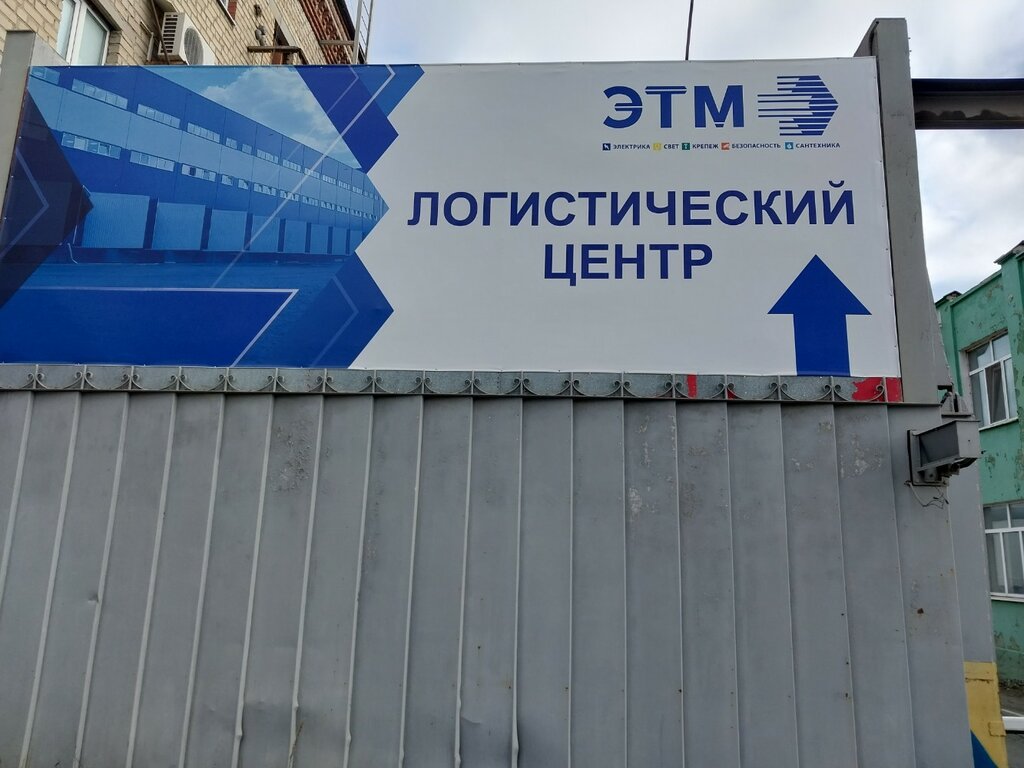 ЭТМ
ЭЛЕКТРИКА СВЕТ КРЕПЕЖ БЕЗОПАСНОСТЬ САНТЕХНИКА
ЛОГИСТИЧЕСКИЙ
ЦЕНТР